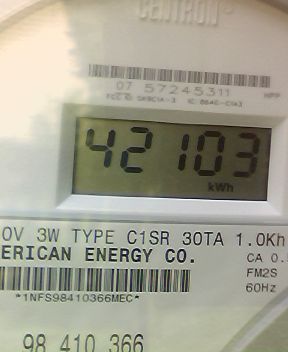 CENTRON
07 57245311
42103
kWh
0V 3W TYPE C1SR 30TA 1.0Kh
ERICAN ENERGY CO. CA 0.5
FM2S
*1NFS98410366MEC* 60Hz
98 410 366